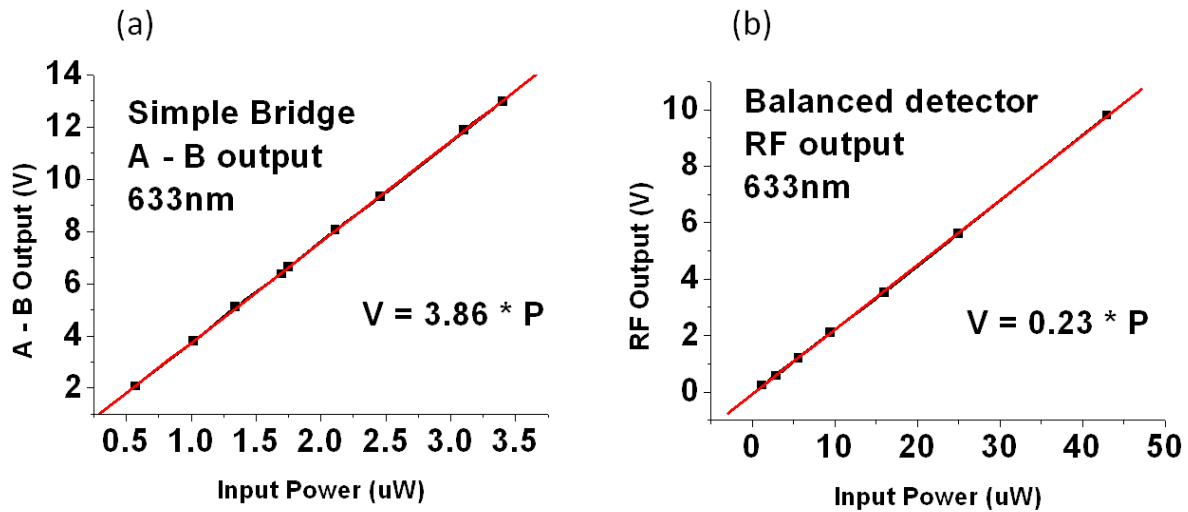 (a)
14
12
10
8
6
4
2
A - B Output (V)
Simple Bridge
A - B output
633nm
V = 3.86 * P
0.5 1.0 1.5 2.0 2.5 3.0 3.5
Input Power (uW)
(b)
10
8
6
4
2
0
RF Output (V)
Balanced detector
RF output
633nm
V = 0.23 * P
0 10 20 30 40 50
Input Power (uW)